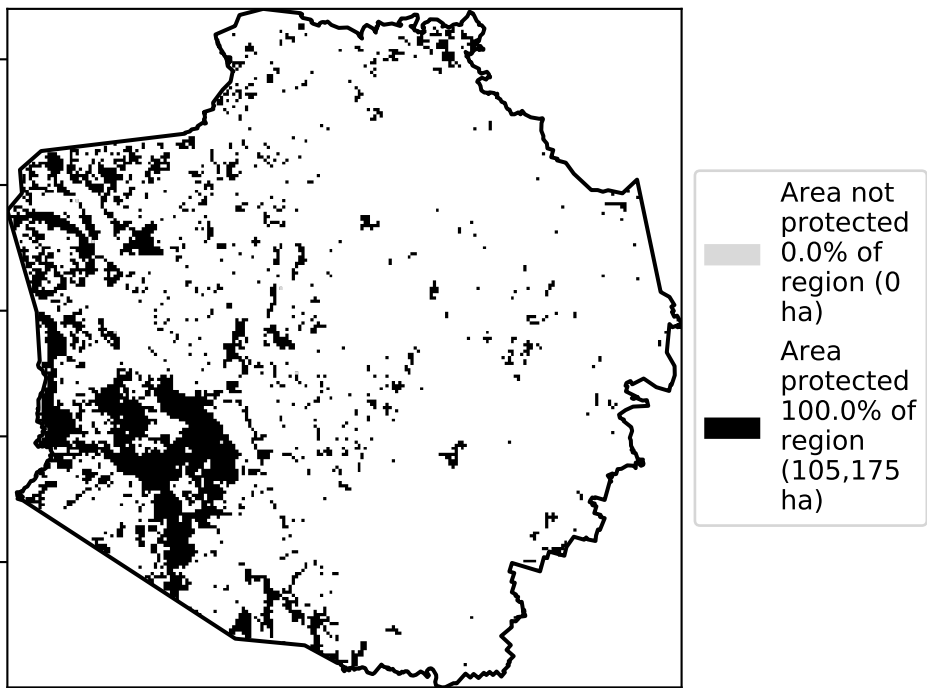 Area not
protected
0.0% of
region (0
ha)
Area
protected
100.0% of
region
(105,175
ha)